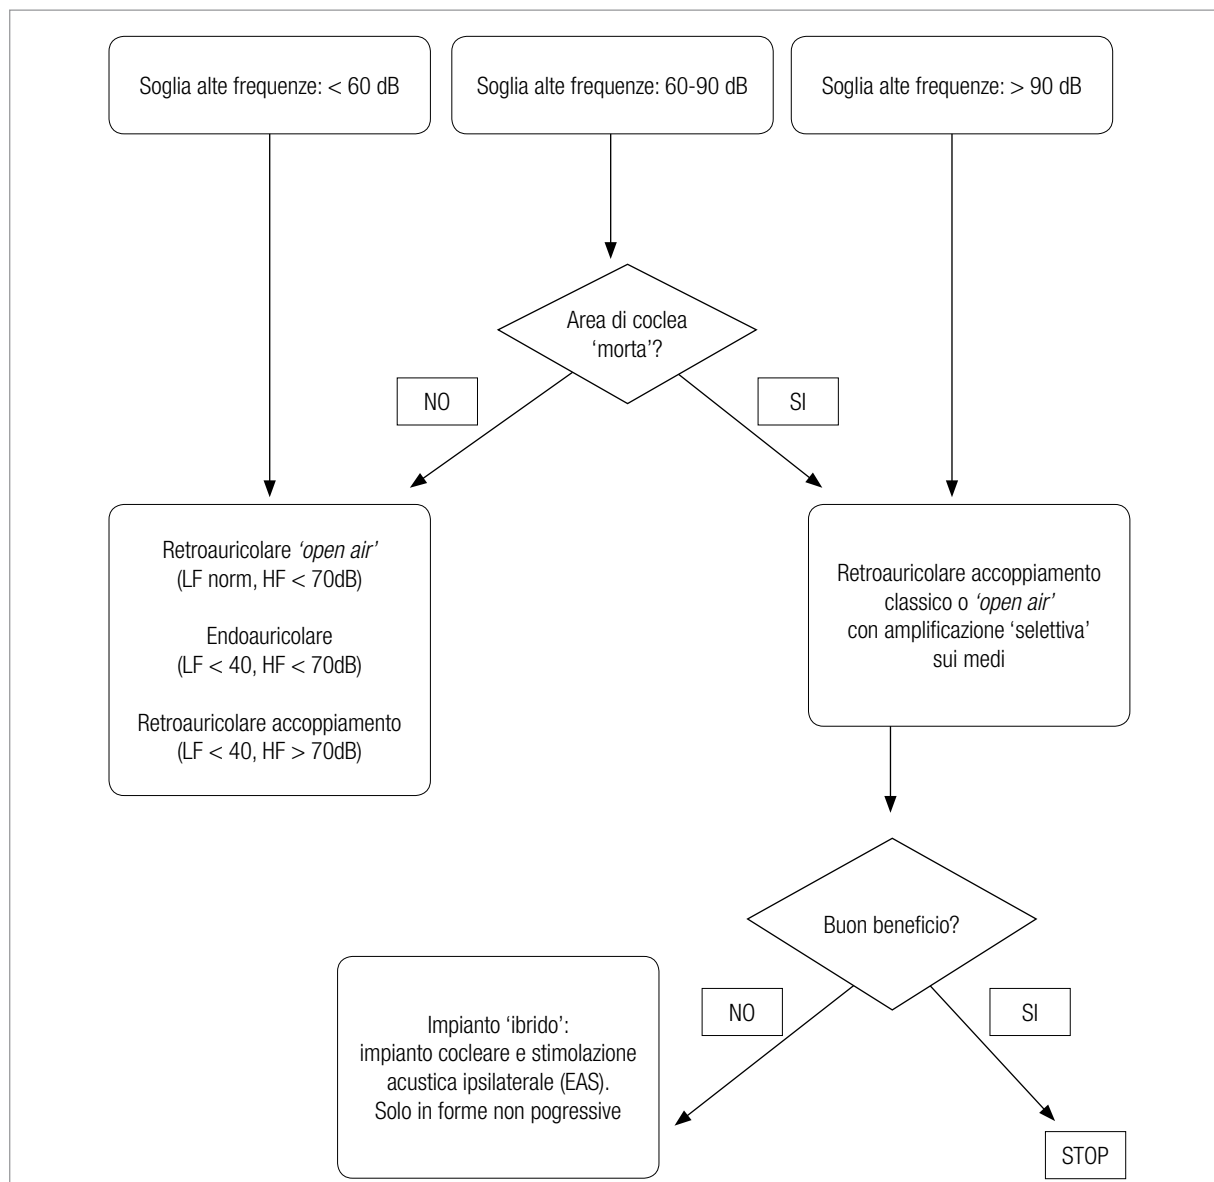 Soglia alte frequenze: < 60 dB
Soglia alte frequenze: 60-90 dB
Soglia alte frequenze: > 90 dB
Area di coclea
‘morta’?
NO
SI
Retroauricolare ‘open air’
(LF norm, HF < 70dB)
Endoauricolare
(LF < 40, HF < 70dB)
Retroauricolare accoppiamento
(LF < 40, HF > 70dB)
Retroauricolare accoppiamento
classico o ‘open air’
con amplificazione ‘selettiva’
sui medi
Buon beneficio?
NO
SI
Impianto ‘ibrido’:
impianto cocleare e stimolazione
acustica ipsilaterale (EAS).
Solo in forme non pogressive
STOP